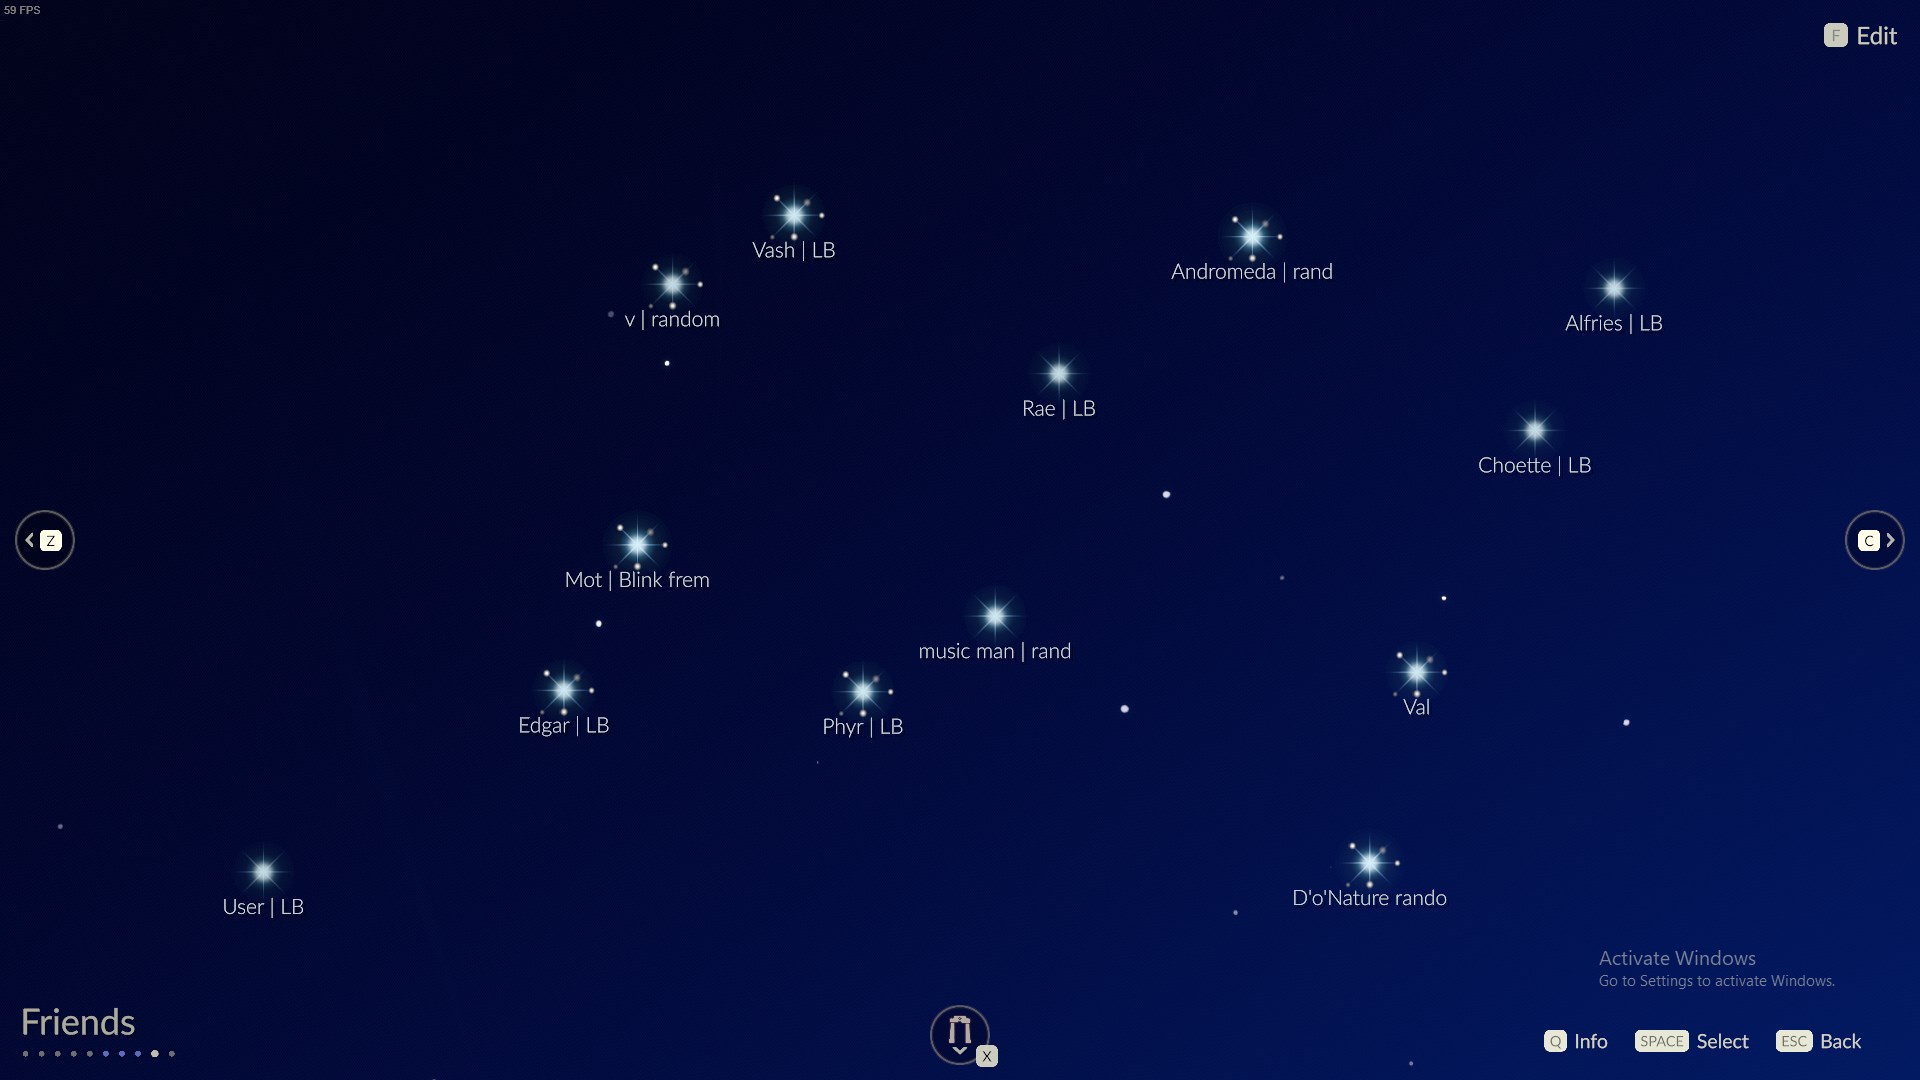 59 FPS
F Edit
Vash | LB
Andromeda | rand
v | random
Alfries | LB
Rae | LB
Choette | LB
Z
C
Mot | Blink frem
music man | rand
Edgar | LB
Phyr | LB
Val
User | LB
D'o'Nature rando
Activate Windows
Go to Settings to activate Windows.
Friends
X
Q Info SPACE Select ESC Back